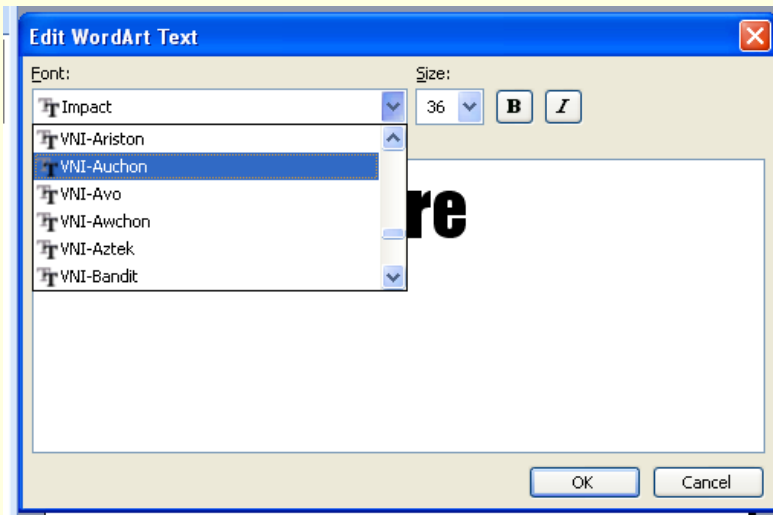 Edit WordArt Text
Font: Size:
Impact 36 B I
VNI-Ariston
VNI-Auchon
VNI-Avo
VNI-Awchon
VNI-Aztek
VNI-Bandit
re
OK Cancel